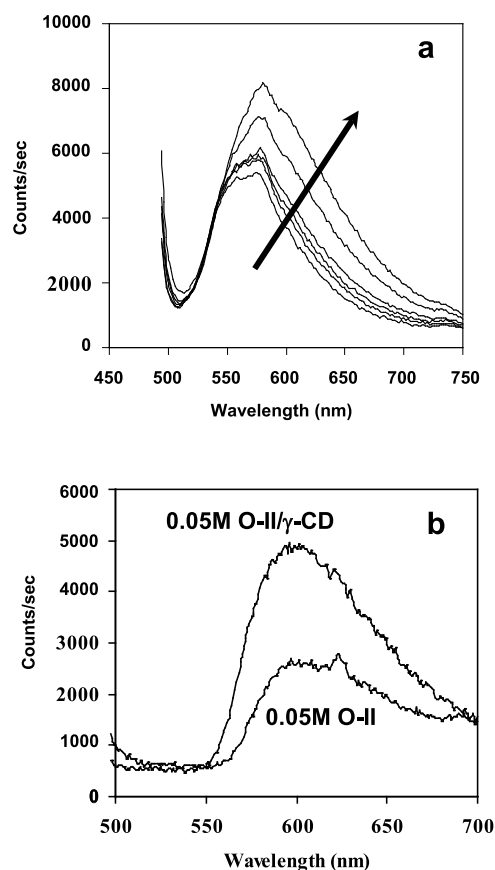 a
10000
8000
6000
4000
2000
0
Counts/sec
450 500 550 600 650 700 750
Wavelength (nm)
b
6000
5000
4000
3000
2000
1000
0
Counts/sec
0.05M O-II/γ-CD
0.05M O-II
500 550 600 650 700
Wavelength (nm)